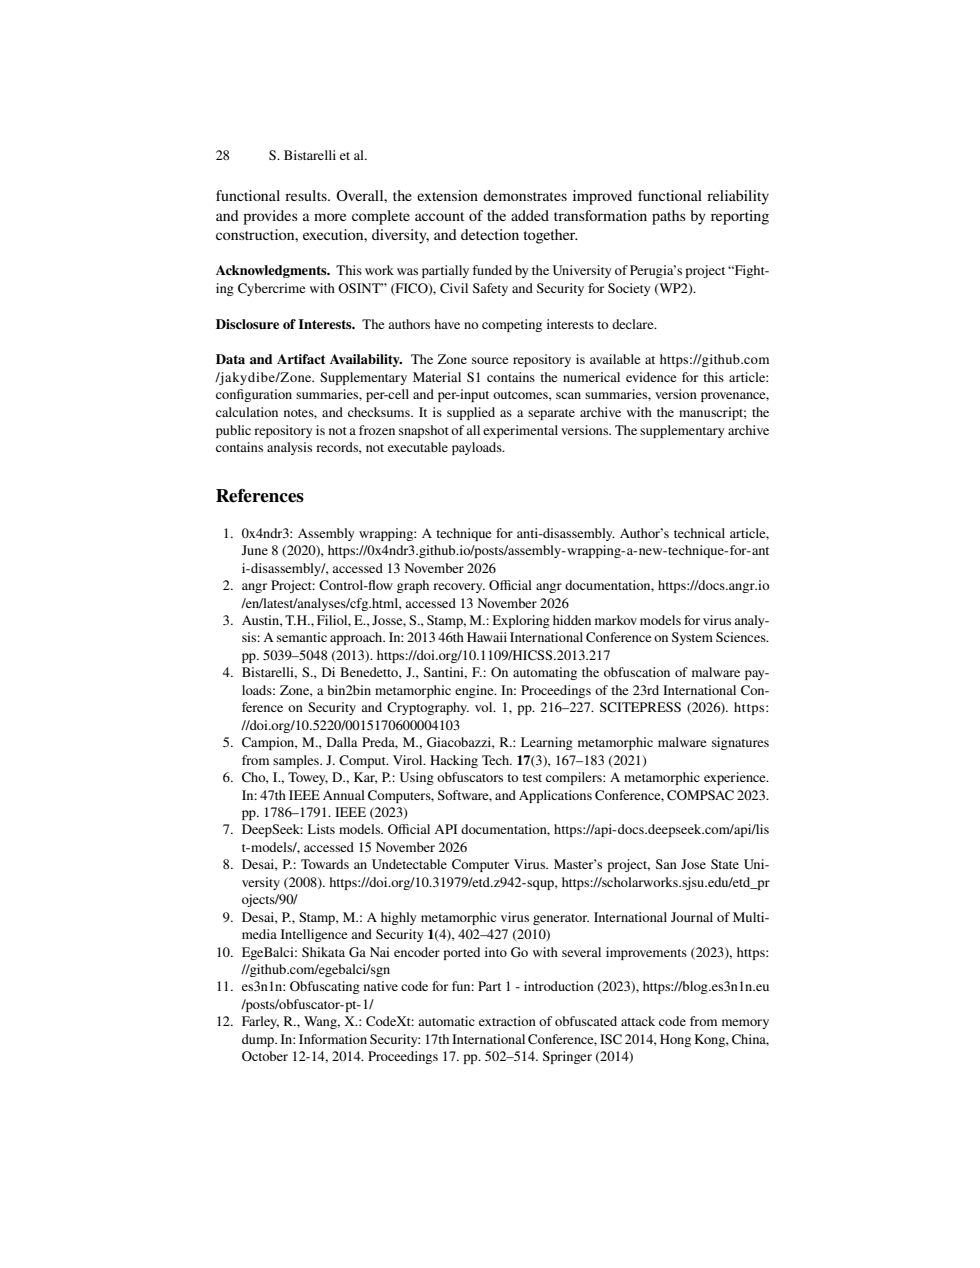 28 S. Bistarelli et al.
functional results. Overall, the extension demonstrates improved functional reliability
and provides a more complete account of the added transformation paths by reporting
construction, execution, diversity, and detection together.
Acknowledgments. This work was partially funded by the University of Perugia's project “Fight-
ing Cybercrime with OSINT” (FICO), Civil Safety and Security for Society (WP2).
Disclosure of Interests. The authors have no competing interests to declare.
Data and Artifact Availability. The Zone source repository is available at https://github.com
/jakydibe/Zone. Supplementary Material S1 contains the numerical evidence for this article:
configuration summaries, per-cell and per-input outcomes, scan summaries, version provenance,
calculation notes, and checksums. It is supplied as a separate archive with the manuscript; the
public repository is not a frozen snapshot of all experimental versions. The supplementary archive
contains analysis records, not executable payloads.
References
1. 0x4ndr3: Assembly wrapping: A technique for anti-disassembly. Author's technical article,
June 8 (2020), https://0x4ndr3.github.io/posts/assembly-wrapping-a-new-technique-for-ant
i-disassembly/, accessed 13 November 2026
2. angr Project: Control-flow graph recovery. Official angr documentation, https://docs.angr.io
/en/latest/analyses/cfg.html, accessed 13 November 2026
3. Austin, T.H., Filiol, E., Josse, S., Stamp, M.: Exploring hidden markov models for virus analy-
sis: A semantic approach. In: 2013 46th Hawaii International Conference on System Sciences.
pp. 5039–5048 (2013). https://doi.org/10.1109/HICSS.2013.217
4. Bistarelli, S., Di Benedetto, J., Santini, F.: On automating the obfuscation of malware pay-
loads: Zone, a bin2bin metamorphic engine. In: Proceedings of the 23rd International Con-
ference on Security and Cryptography. vol. 1, pp. 216–227. SCITEPRESS (2026). https:
//doi.org/10.5220/0015170600004103
5. Campion, M., Dalla Preda, M., Giacobazzi, R.: Learning metamorphic malware signatures
from samples. J. Comput. Virol. Hacking Tech. 17(3), 167–183 (2021)
6. Cho, I., Towey, D., Kar, P.: Using obfuscators to test compilers: A metamorphic experience.
In: 47th IEEE Annual Computers, Software, and Applications Conference, COMPSAC 2023.
pp. 1786–1791. IEEE (2023)
7. DeepSeek: Lists models. Official API documentation, https://api-docs.deepseek.com/api/lis
t-models/, accessed 15 November 2026
8. Desai, P.: Towards an Undetectable Computer Virus. Master's project, San Jose State Uni-
versity (2008). https://doi.org/10.31979/etd.z942-squp, https://scholarworks.sjsu.edu/etd_pr
ojects/90/
9. Desai, P., Stamp, M.: A highly metamorphic virus generator. International Journal of Multi-
media Intelligence and Security 1(4), 402–427 (2010)
10. EgeBalci: Shikata Ga Nai encoder ported into Go with several improvements (2023), https:
//github.com/egebalci/sgn
11. es3n1n: Obfuscating native code for fun: Part 1 - introduction (2023), https://blog.es3n1n.eu
/posts/obfuscator-pt-1/
12. Farley, R., Wang, X.: CodeXt: automatic extraction of obfuscated attack code from memory
dump. In: Information Security: 17th International Conference, ISC 2014, Hong Kong, China,
October 12-14, 2014. Proceedings 17. pp. 502–514. Springer (2014)